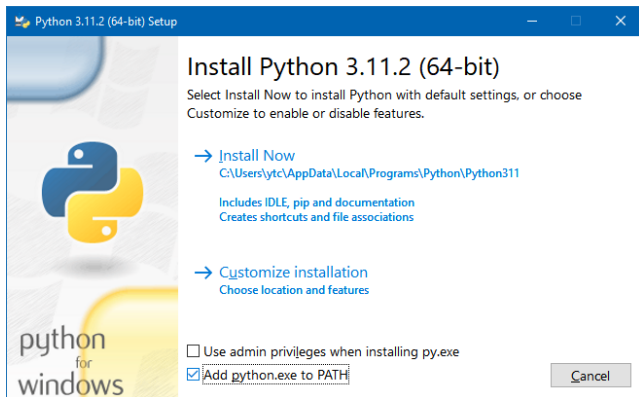 Python 3.11.2 (64-bit) Setup
Install Python 3.11.2 (64-bit)
Select Install Now to install Python with default settings, or choose
Customize to enable or disable features.
Install Now
C:\Users\ytc\AppData\Local\Programs\Python\Python311
Includes IDLE, pip and documentation
Creates shortcuts and file associations
Customize installation
Choose location and features
python
for
windows
Use admin privileges when installing py.exe
Add python.exe to PATH
Cancel